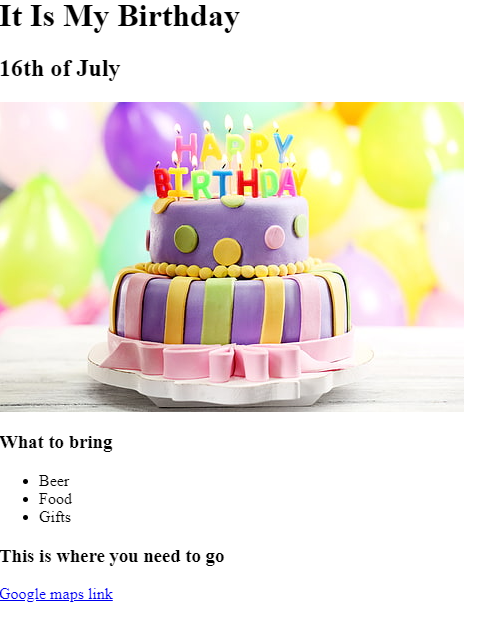 It Is My Birthday
16th of July
HAPPY
BIRTHDAY
What to bring
Beer
Food
Gifts
This is where you need to go
Google maps link